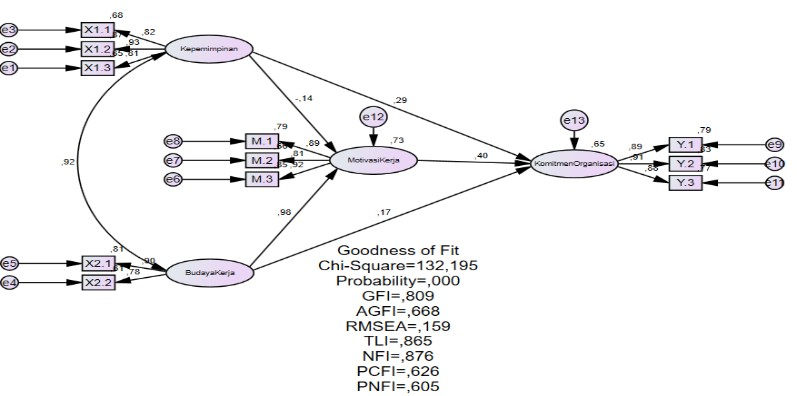 ,68
e3
X1.1
,82
Kepemimpinan
e2
X1.2
,93
e1
X1.3
,81
-,14
,29
e12
e13
,79
,73
,65
,79
e8
M.1
,89
MotivasiKerja
,40
KomitmenOrganisasi
,89
Y.1
e9
e7
M.2
,81
,91
Y.2
e10
e6
M.3
,92
Y.3
e11
,92
,98
,17
,81
e5
X2.1
,90
BudayaKerja
e4
X2.2
,78
Goodness of Fit
Chi-Square=132,195
Probability=,000
GFI=,809
AGFI=,668
RMSEA=,159
TLI=,865
NFI=,876
PCFI=,626
PNFI=,605